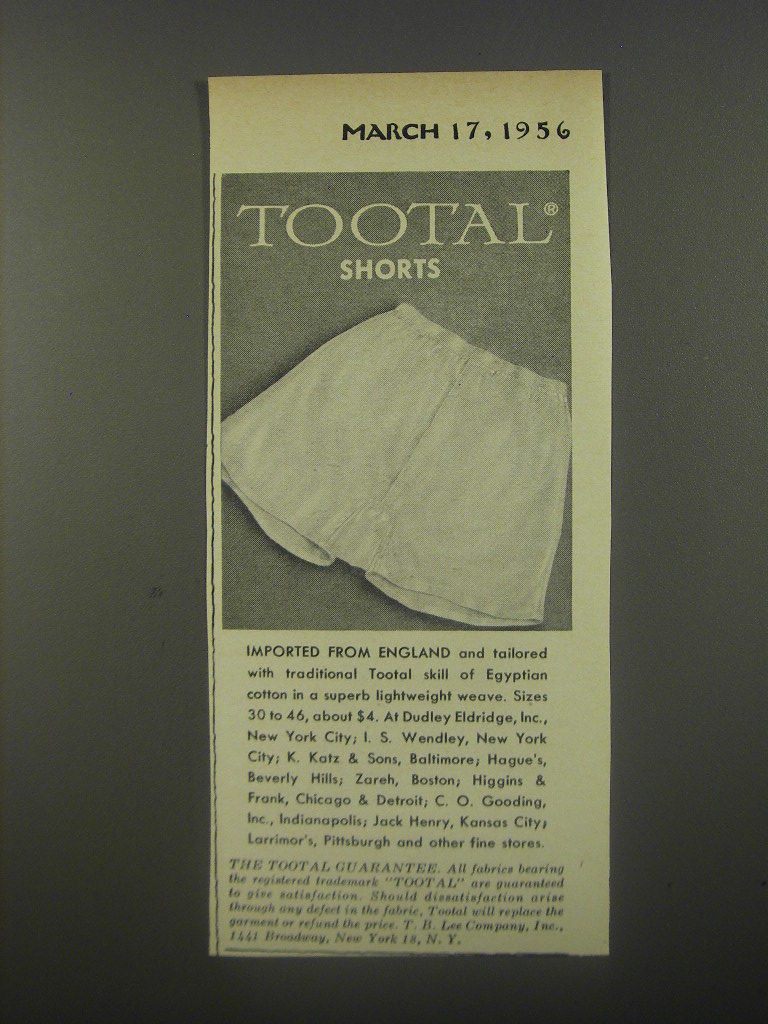 MARCH 17, 1956
TOOTAL®
SHORTS
IMPORTED FROM ENGLAND and tailored
with traditional Tootal skill of Egyptian
cotton in a superb lightweight weave. Sizes
30 to 46, about $4. At Dudley Eldridge, Inc.,
New York City; I. S. Wendley, New York
City; K. Katz & Sons, Baltimore; Hague's,
Beverly Hills; Zareh, Boston; Higgins &
Frank, Chicago & Detroit; C. O. Gooding,
Inc., Indianapolis; Jack Henry, Kansas City;
Larrimor's, Pittsburgh and other fine stores.
THE TOOTAL GUARANTEE. All fabrics bearing
the registered trademark "TOOTAL" are guaranteed
to give satisfaction. Should dissatisfaction arise
through any defect in the fabric, Tootal will replace the
garment or refund the price. T. B. Lee Company, Inc.,
1441 Broadway, New York 18, N. Y.